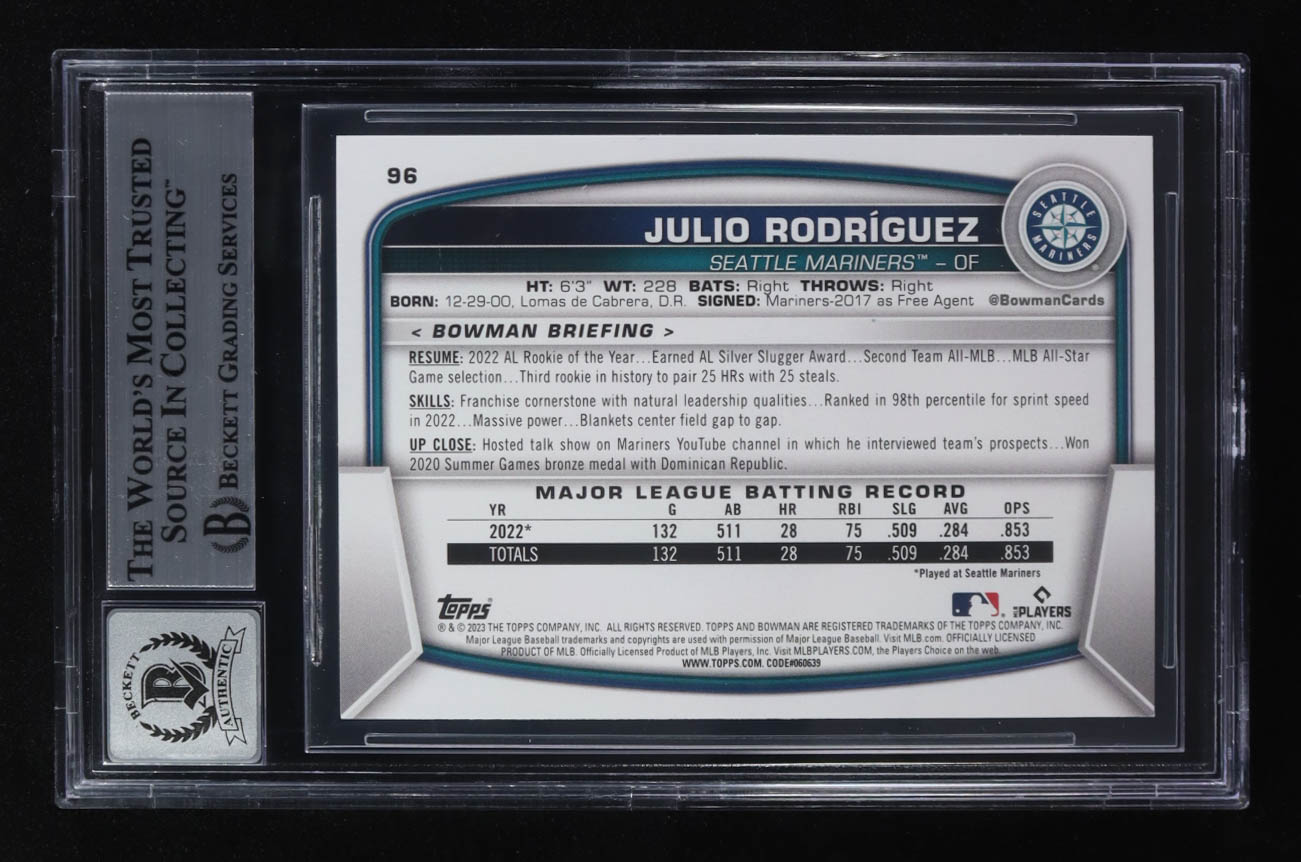 THE WORLD'S MOST TRUSTED
SOURCE IN COLLECTING™
BECKETT GRADING SERVICES
BECKETT
AUTHENTIC
96
SEATTLE
MARINERS
JULIO RODRÍGUEZ
SEATTLE MARINERS™ – OF
HT: 6'3" WT: 228 BATS: Right THROWS: Right
BORN: 12-29-00, Lomas de Cabrera, D.R. SIGNED: Mariners-2017 as Free Agent @BowmanCards
< BOWMAN BRIEFING >
RESUME: 2022 AL Rookie of the Year...Earned AL Silver Slugger Award...Second Team All-MLB...MLB All-Star
Game selection...Third rookie in history to pair 25 HRs with 25 steals.
SKILLS: Franchise cornerstone with natural leadership qualities...Ranked in 98th percentile for sprint speed
in 2022...Massive power...Blankets center field gap to gap.
UP CLOSE: Hosted talk show on Mariners YouTube channel in which he interviewed team's prospects...Won
2020 Summer Games bronze medal with Dominican Republic.
MAJOR LEAGUE BATTING RECORD
YR G AB HR RBI SLG AVG OPS
2022* 132 511 28 75 .509 .284 .853
TOTALS 132 511 28 75 .509 .284 .853
*Played at Seattle Mariners
Topps®
MLB PLAYERS
® & © 2023 THE TOPPS COMPANY, INC. ALL RIGHTS RESERVED. TOPPS AND BOWMAN ARE REGISTERED TRADEMARKS OF THE TOPPS COMPANY, INC.
Major League Baseball trademarks and copyrights are used with permission of Major League Baseball. Visit MLB.com. OFFICIALLY LICENSED
PRODUCT OF MLB. Officially Licensed Product of MLB Players, Inc. Visit MLBPLAYERS.COM, the Players Choice on the web.
WWW.TOPPS.COM. CODE#060639